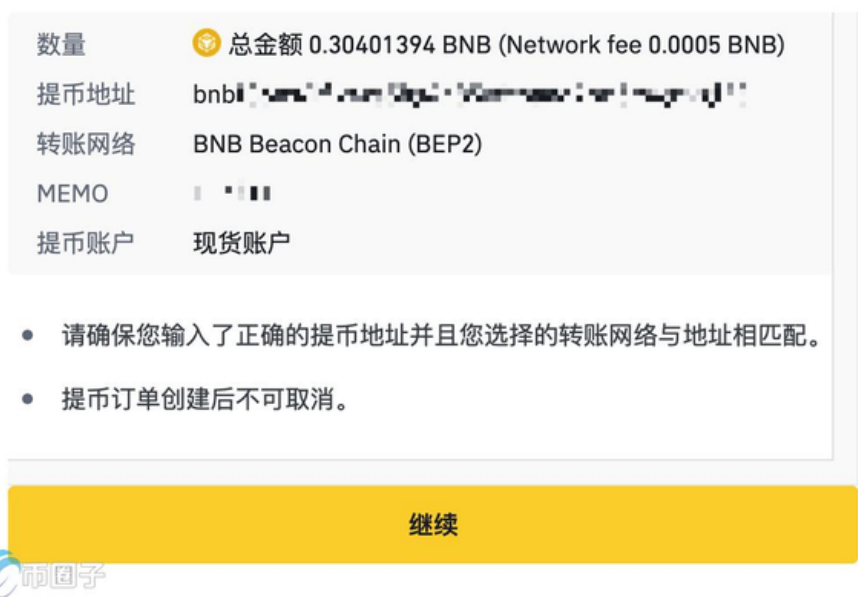 数量 总金额 0.30401394 BNB (Network fee 0.0005 BNB)
提币地址 bnb
转账网络 BNB Beacon Chain (BEP2)
MEMO
提币账户 现货账户
请确保您输入了正确的提币地址并且您选择的转账网络与地址相匹配。
提币订单创建后不可取消。
继续
币圈子